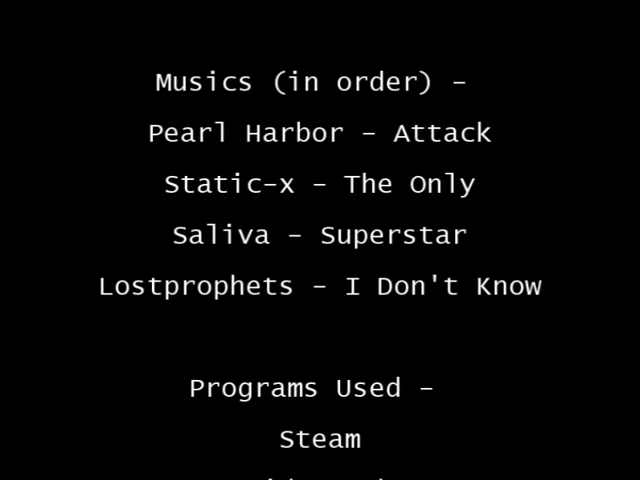 Musics (in order) –
Pearl Harbor – Attack
Static-x – The Only
Saliva – Superstar
Lostprophets – I Don't Know
Programs Used –
Steam